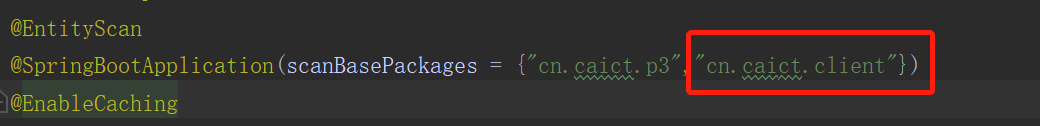 @EntityScan
@SpringBootApplication(scanBasePackages = {"cn.caict.p3","cn.caict.client"})
@EnableCaching